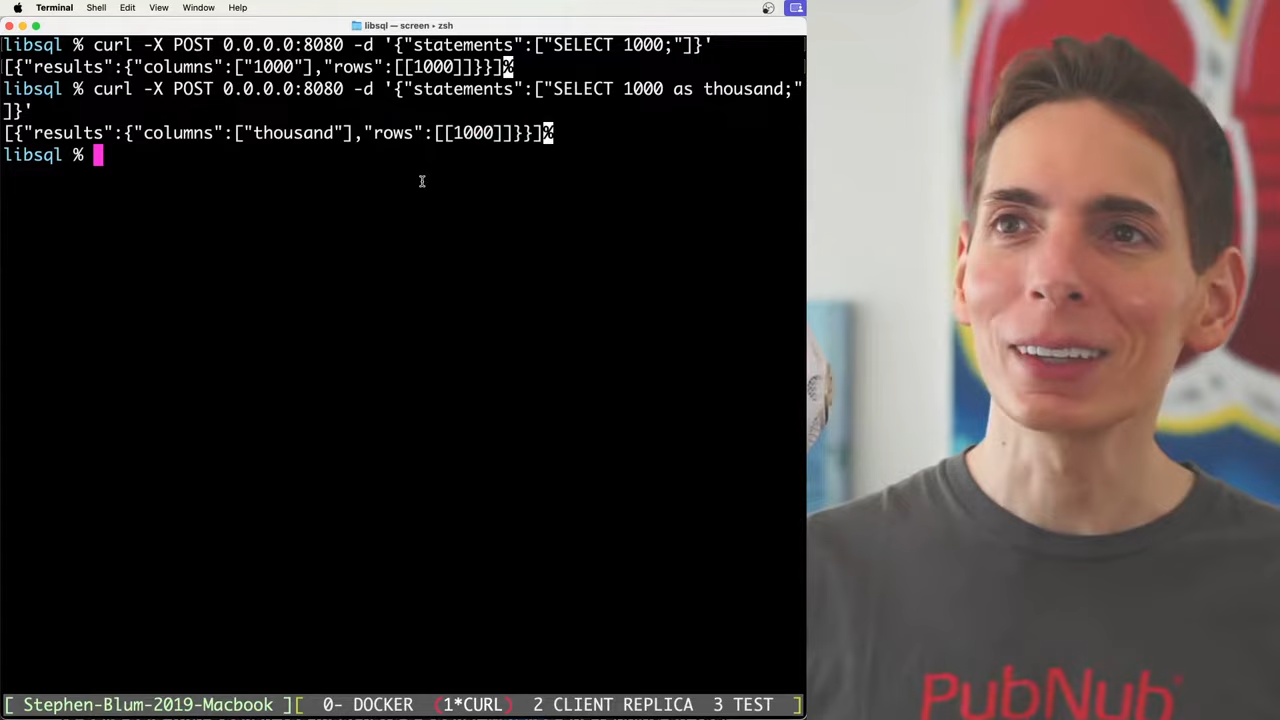 Terminal Shell Edit View Window Help
libsql — screen ‣ zsh
libsql % curl -X POST 0.0.0.0:8080 -d '{"statements":["SELECT 1000;"]}'
[{"results":{"columns":["1000"],"rows":[[1000]]}}]%
libsql % curl -X POST 0.0.0.0:8080 -d '{"statements":["SELECT 1000 as thousand;"
]}'
[{"results":{"columns":["thousand"],"rows":[[1000]]}}]%
libsql %
[ Stephen-Blum-2019-Macbook ][ 0- DOCKER (1*CURL) 2 CLIENT REPLICA 3 TEST ]
PubNub